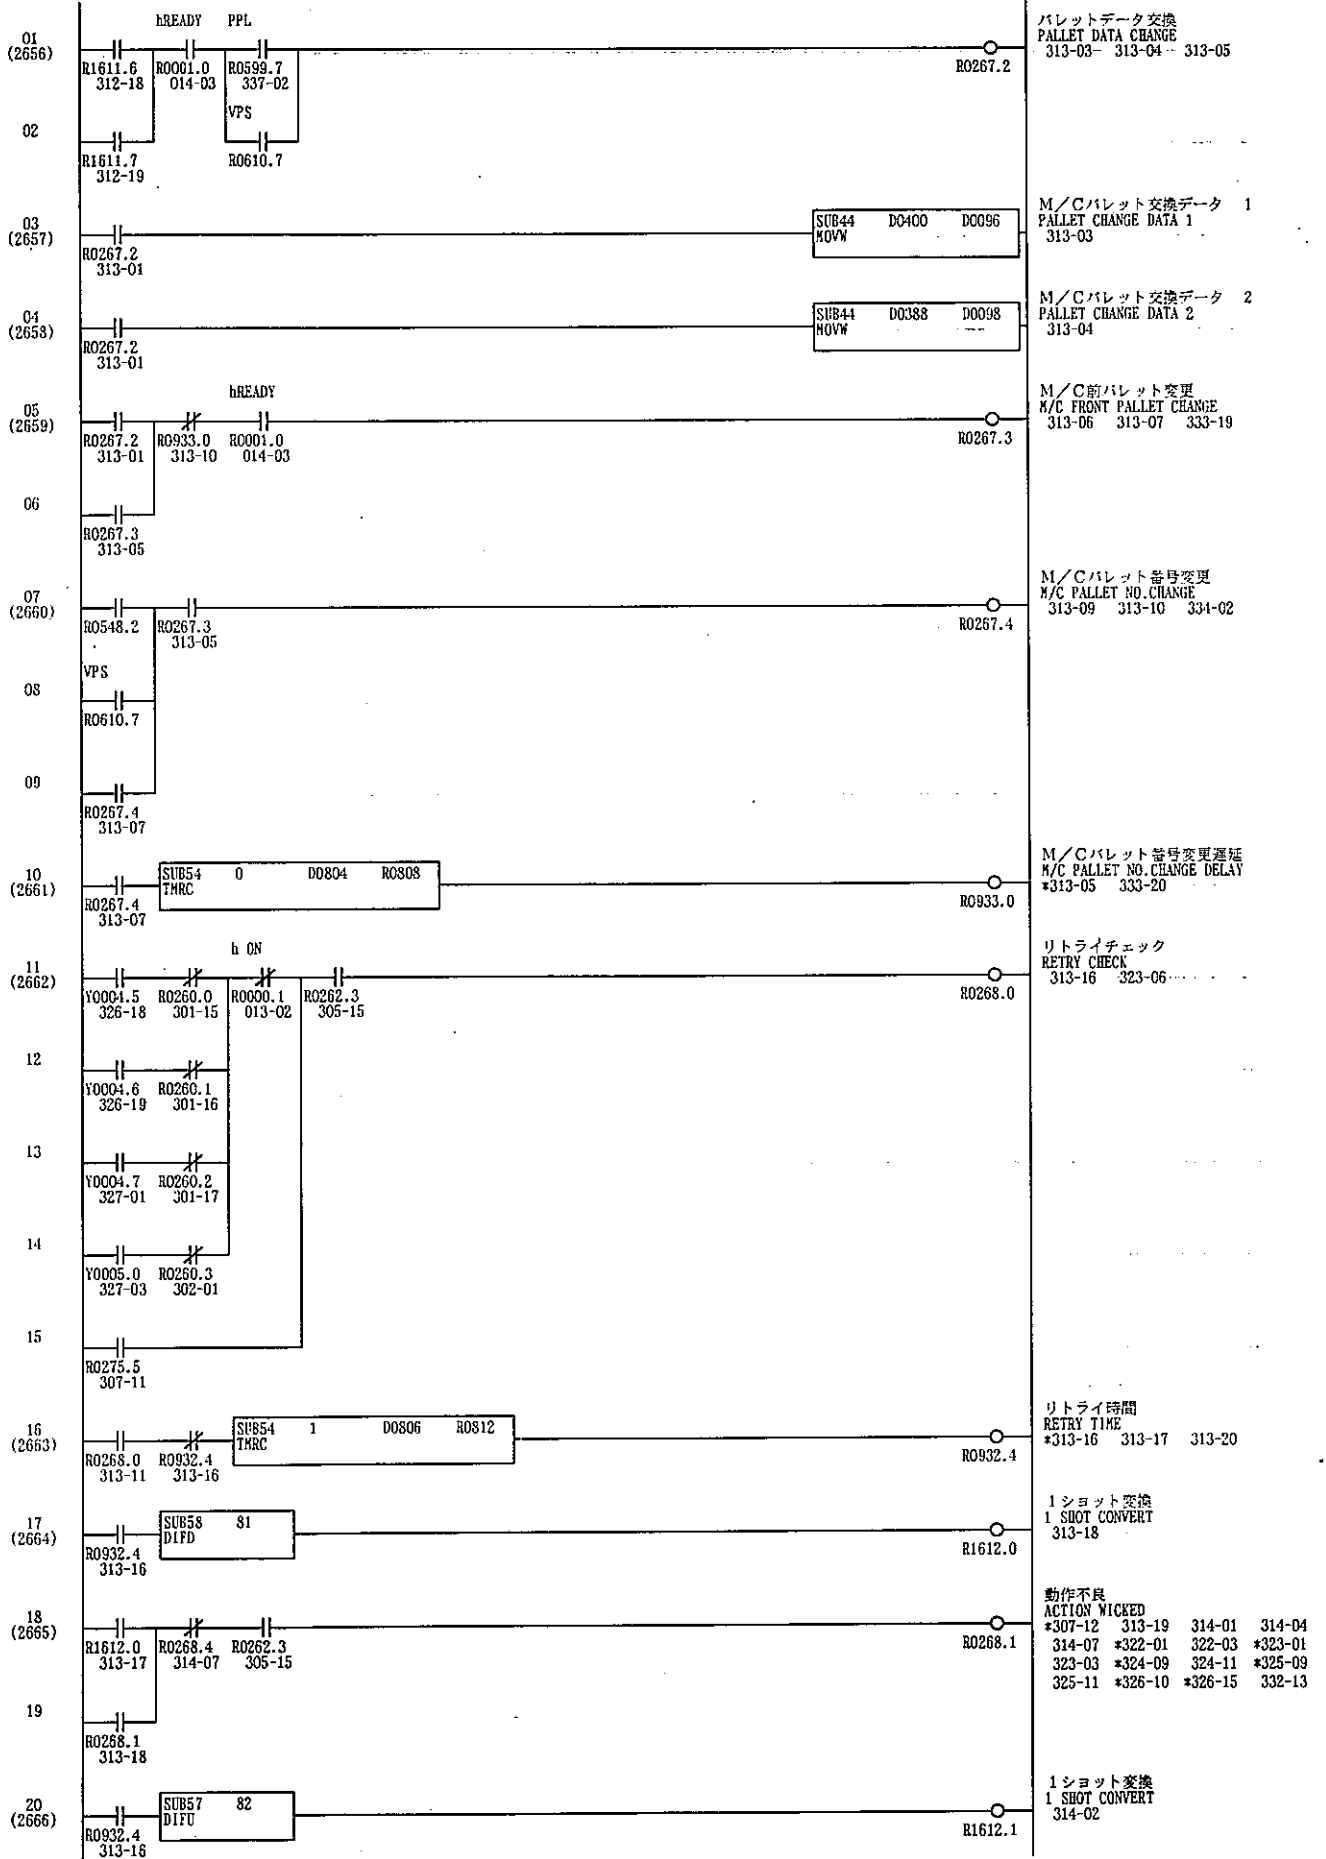 hREADY PPL
パレットデータ交換
01 PALLET DATA CHANGE
(2656) 313-03 313-04 313-05
R1611.6 R0001.0 R0599.7 R0267.2
312-18 014-03 337-02
VPS
02
R1611.7 R0610.7
312-19
M/Cパレット交換データ 1
03 SUB44 D0400 D0096 PALLET CHANGE DATA 1
(2657) MOVW 313-03
R0267.2
313-01
M/Cパレット交換データ 2
04 SUB44 D0388 D0098 PALLET CHANGE DATA 2
(2658) MOVW 313-04
R0267.2
313-01
hREADY M/C前パレット変更
05 M/C FRONT PALLET CHANGE
(2659) 313-06 313-07 333-19
R0267.2 R0933.0 R0001.0 R0267.3
313-01 313-10 014-03
06
R0267.3
313-05
M/Cパレット番号変更
07 M/C PALLET NO.CHANGE
(2660) 313-09 313-10 334-02
R0548.2 R0267.3 R0267.4
313-05
VPS
08
R0610.7
09
R0267.4
313-07
M/Cパレット番号変更遅延
10 SUB54 0 D0804 R0808 M/C PALLET NO.CHANGE DELAY
(2661) TMRC *313-05 333-20
R0267.4 R0933.0
313-07
h ON リトライチェック
11 RETRY CHECK
(2662) 313-16 323-06
Y0004.5 R0260.0 R0000.1 R0262.3 R0268.0
326-18 301-15 013-02 305-15
12
Y0004.6 R0260.1
326-19 301-16
13
Y0004.7 R0260.2
327-01 301-17
14
Y0005.0 R0260.3
327-03 302-01
15
R0275.5
307-11
リトライ時間
16 SUB54 1 D0806 R0812 RETRY TIME
(2663) TMRC *313-16 313-17 313-20
R0268.0 R0932.4 R0932.4
313-11 313-16
1ショット変換
17 SUB58 81 1 SHOT CONVERT
(2664) DIFD 313-18
R0932.4 R1612.0
313-16
動作不良
18 ACTION WICKED
(2665) *307-12 313-19 314-01 314-04
R1612.0 R0268.4 R0262.3 R0268.1 314-07 *322-01 322-03 *323-01
313-17 314-07 305-15 323-03 *324-09 324-11 *325-09
325-11 *326-10 *326-15 332-13
19
R0268.1
313-18
1ショット変換
20 SUB57 82 1 SHOT CONVERT
(2666) DIFU 314-02
R0932.4 R1612.1
313-16